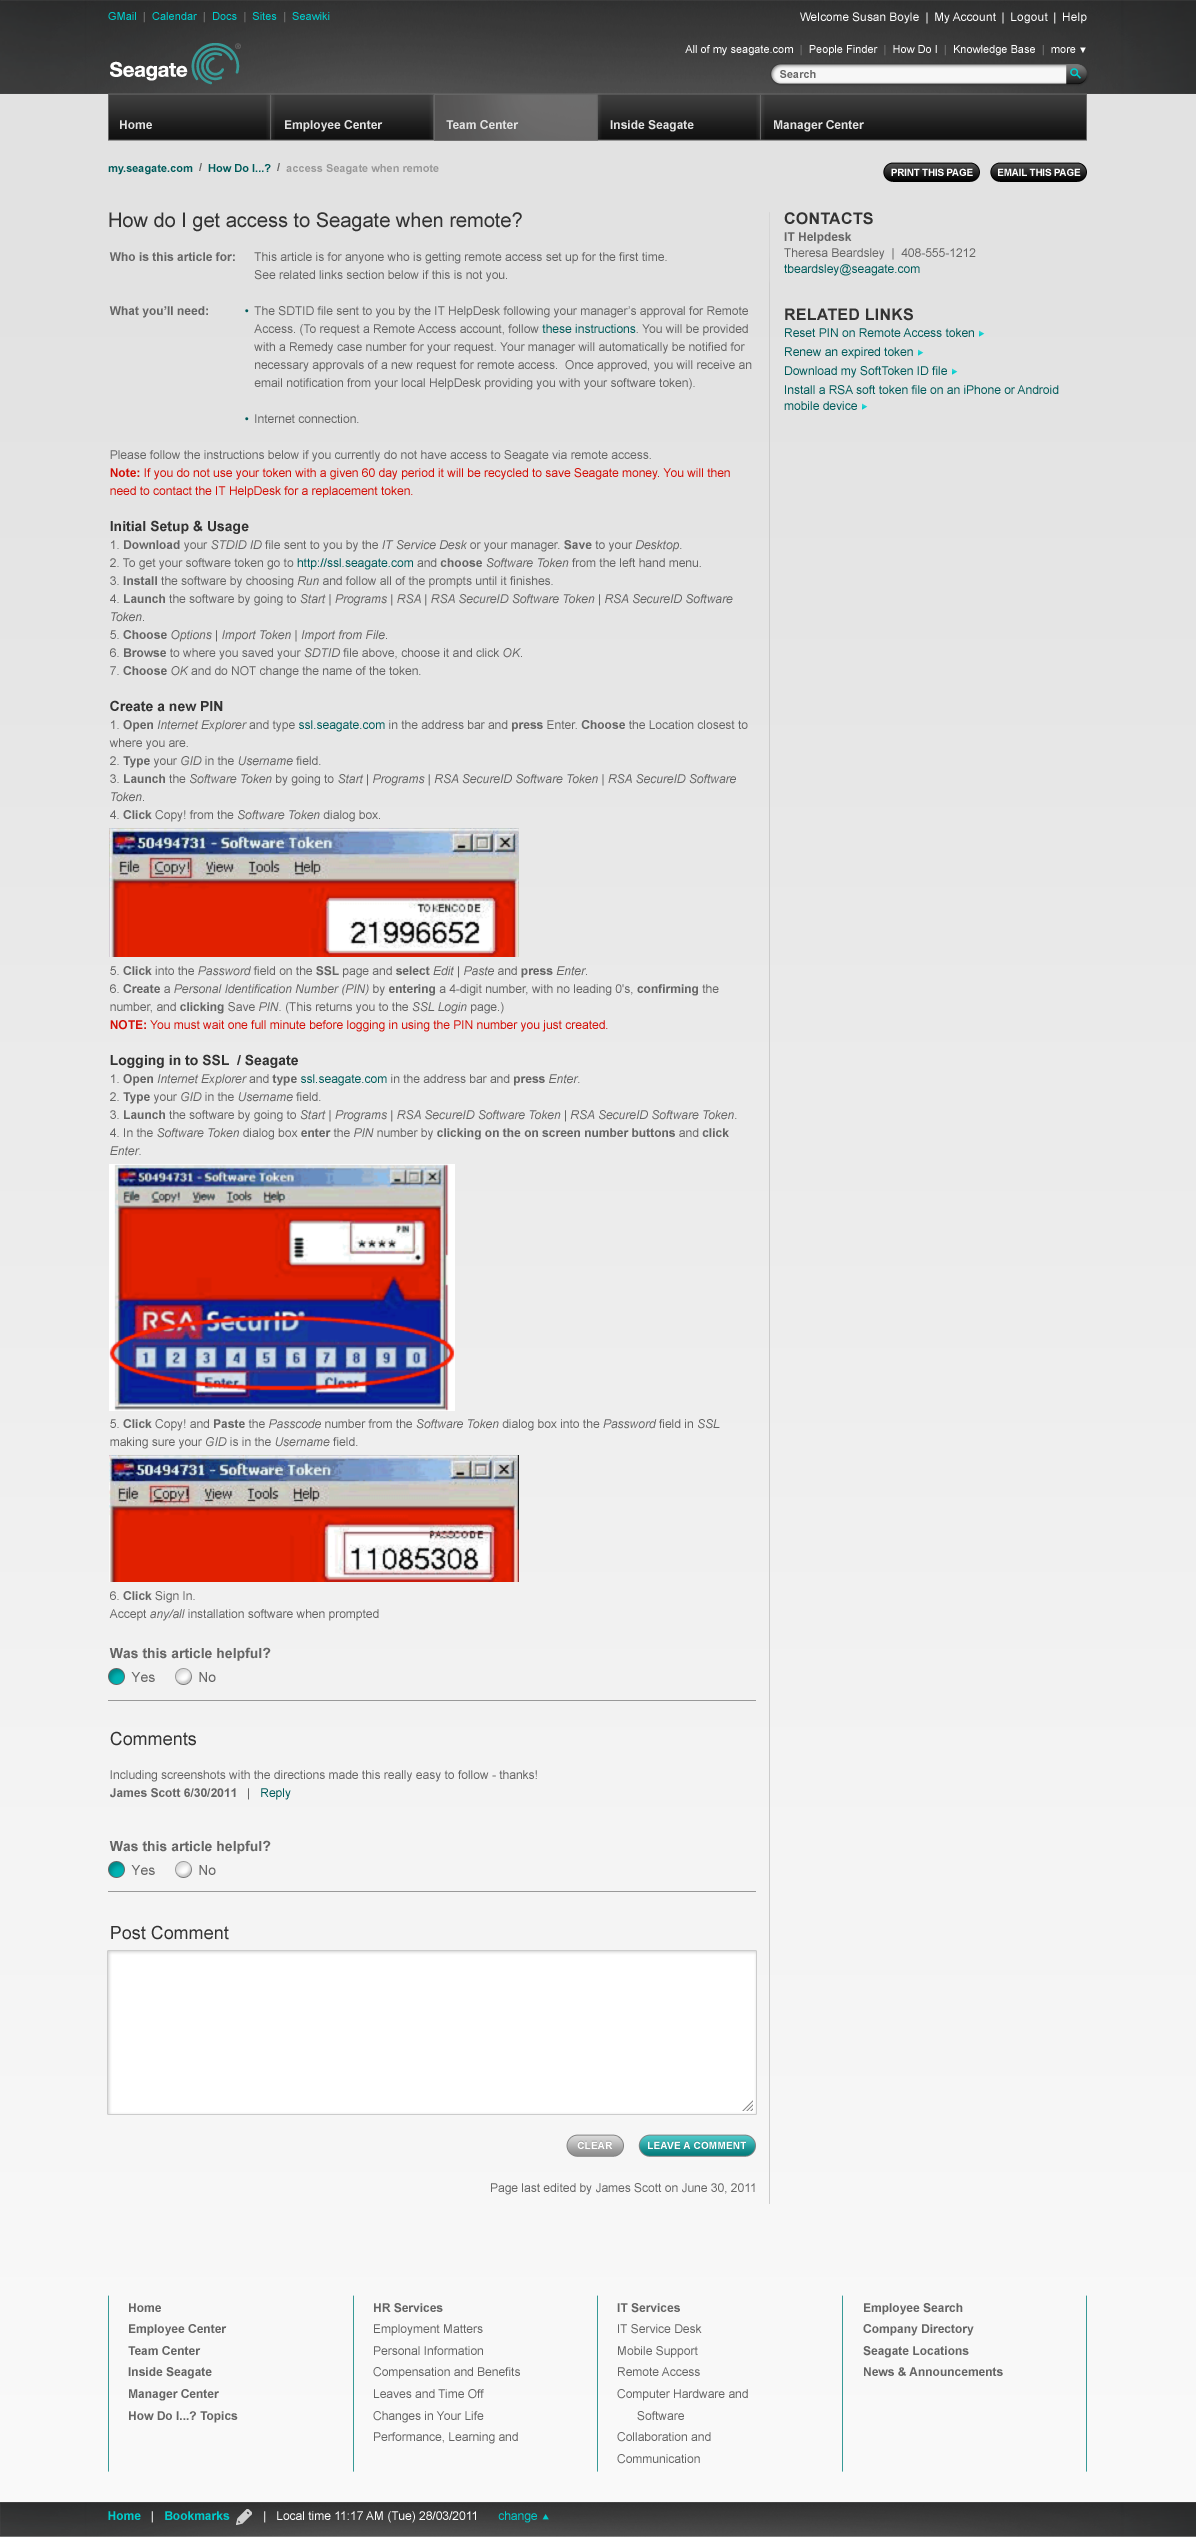 GMail | Calendar | Docs | Sites | Seawiki
Welcome Susan Boyle | My Account | Logout | Help
All of my seagate.com | People Finder | How Do I | Knowledge Base | more ▼
Seagate
Search
Home
Employee Center
Team Center
Inside Seagate
Manager Center
my.seagate.com / How Do I...? / access Seagate when remote
PRINT THIS PAGE
EMAIL THIS PAGE
How do I get access to Seagate when remote?
Who is this article for: This article is for anyone who is getting remote access set up for the first time.
See related links section below if this is not you.
What you'll need: • The SDTID file sent to you by the IT HelpDesk following your manager's approval for Remote
Access. (To request a Remote Access account, follow these instructions. You will be provided
with a Remedy case number for your request. Your manager will automatically be notified for
necessary approvals of a new request for remote access. Once approved, you will receive an
email notification from your local HelpDesk providing you with your software token).
• Internet connection.
Please follow the instructions below if you currently do not have access to Seagate via remote access.
Note: If you do not use your token with a given 60 day period it will be recycled to save Seagate money. You will then
need to contact the IT HelpDesk for a replacement token.
Initial Setup & Usage
1. Download your STDID ID file sent to you by the IT Service Desk or your manager. Save to your Desktop.
2. To get your software token go to http://ssl.seagate.com and choose Software Token from the left hand menu.
3. Install the software by choosing Run and follow all of the prompts until it finishes.
4. Launch the software by going to Start | Programs | RSA | RSA SecureID Software Token | RSA SecureID Software
Token.
5. Choose Options | Import Token | Import from File.
6. Browse to where you saved your SDTID file above, choose it and click OK.
7. Choose OK and do NOT change the name of the token.
Create a new PIN
1. Open Internet Explorer and type ssl.seagate.com in the address bar and press Enter. Choose the Location closest to
where you are.
2. Type your GID in the Username field.
3. Launch the Software Token by going to Start | Programs | RSA SecureID Software Token | RSA SecureID Software
Token.
4. Click Copy! from the Software Token dialog box.
50494731 - Software Token
File Copy! View Tools Help
TOKENCODE
21996652
5. Click into the Password field on the SSL page and select Edit | Paste and press Enter.
6. Create a Personal Identification Number (PIN) by entering a 4-digit number, with no leading 0's, confirming the
number, and clicking Save PIN. (This returns you to the SSL Login page.)
NOTE: You must wait one full minute before logging in using the PIN number you just created.
Logging in to SSL / Seagate
1. Open Internet Explorer and type ssl.seagate.com in the address bar and press Enter.
2. Type your GID in the Username field.
3. Launch the software by going to Start | Programs | RSA SecureID Software Token | RSA SecureID Software Token.
4. In the Software Token dialog box enter the PIN number by clicking on the on screen number buttons and click
Enter.
50494731 - Software Token
File Copy! View Tools Help
PIN
****
RSA SecurID
1 2 3 4 5 6 7 8 9 0
Enter Clear
5. Click Copy! and Paste the Passcode number from the Software Token dialog box into the Password field in SSL
making sure your GID is in the Username field.
50494731 - Software Token
File Copy! View Tools Help
PASSCODE
11085308
6. Click Sign In.
Accept any/all installation software when prompted
Was this article helpful?
Yes No
Comments
Including screenshots with the directions made this really easy to follow - thanks!
James Scott 6/30/2011 | Reply
Was this article helpful?
Yes No
Post Comment
CLEAR
LEAVE A COMMENT
Page last edited by James Scott on June 30, 2011
CONTACTS
IT Helpdesk
Theresa Beardsley | 408-555-1212
tbeardsley@seagate.com
RELATED LINKS
Reset PIN on Remote Access token
Renew an expired token
Download my SoftToken ID file
Install a RSA soft token file on an iPhone or Android
mobile device
Home
Employee Center
Team Center
Inside Seagate
Manager Center
How Do I...? Topics
HR Services
Employment Matters
Personal Information
Compensation and Benefits
Leaves and Time Off
Changes in Your Life
Performance, Learning and
IT Services
IT Service Desk
Mobile Support
Remote Access
Computer Hardware and
Software
Collaboration and
Communication
Employee Search
Company Directory
Seagate Locations
News & Announcements
Home | Bookmarks | Local time 11:17 AM (Tue) 28/03/2011 change ▲